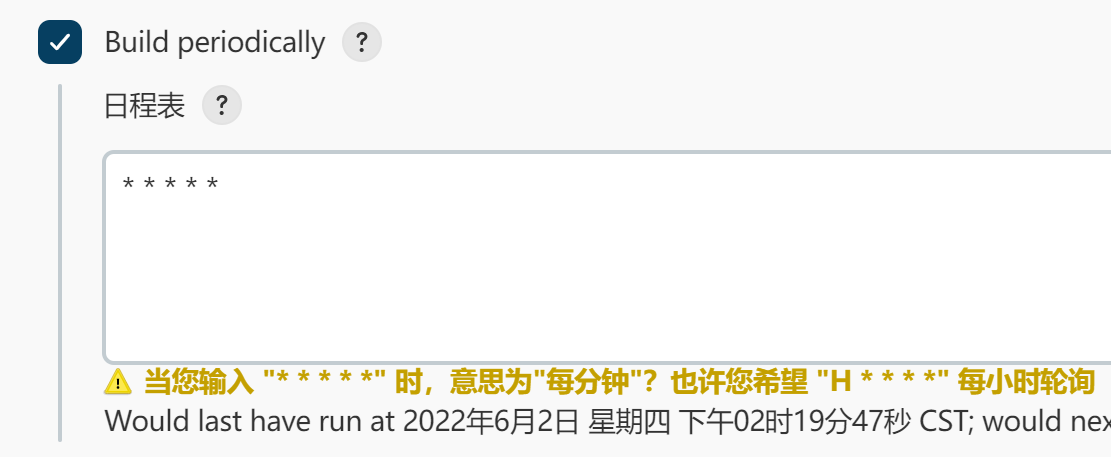 Build periodically ?
日程表 ?
* * * * *
当您输入 "* * * * *" 时，意思为"每分钟"？也许您希望 "H * * * *" 每小时轮询
Would last have run at 2022年6月2日 星期四 下午02时19分47秒 CST; would